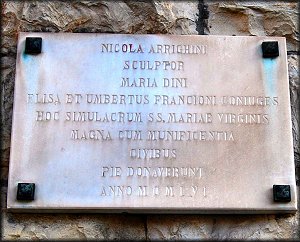 NICOLA ARRIGHINI
SCULPTOR
MARIA DINI
ELISA ET UMBERTUS FRANCIONI CONIUGES
HOC SIMULACRUM SS. MARIAE VIRGINIS
MAGNA CUM MUNIFICENTIA
CIVIBUS
PIE DONAVERUNT
ANNO M.C.M.L.V.I.